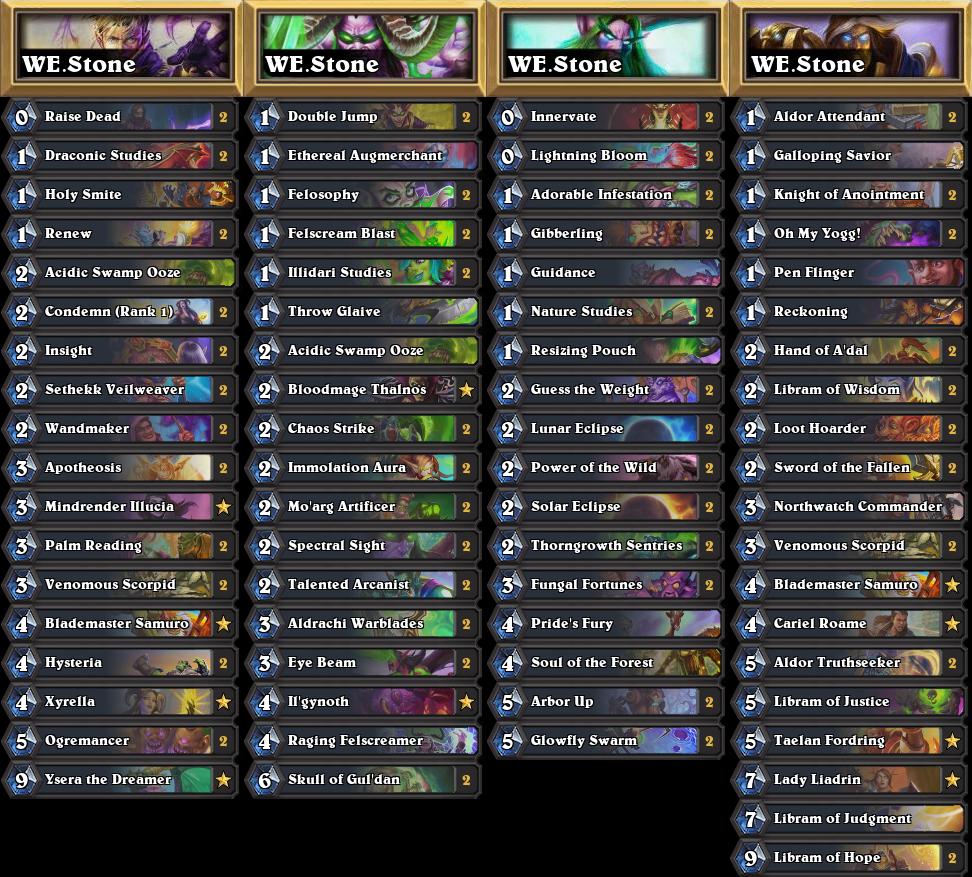 WE.Stone
0 Raise Dead 2
1 Draconic Studies 2
1 Holy Smite 2
1 Renew 2
2 Acidic Swamp Ooze
2 Condemn (Rank 1) 2
2 Insight 2
2 Sethekk Veilweaver 2
2 Wandmaker 2
3 Apotheosis 2
3 Mindrender Illucia
3 Palm Reading 2
3 Venomous Scorpid 2
4 Blademaster Samuro
4 Hysteria 2
4 Xyrella
5 Ogremancer 2
9 Ysera the Dreamer
WE.Stone
1 Double Jump 2
1 Ethereal Augmerchant
1 Felosophy 2
1 Felscream Blast 2
1 Illidari Studies 2
1 Throw Glaive
2 Acidic Swamp Ooze
2 Bloodmage Thalnos
2 Chaos Strike 2
2 Immolation Aura 2
2 Mo'arg Artificer 2
2 Spectral Sight 2
2 Talented Arcanist 2
3 Aldrachi Warblades 2
3 Eye Beam 2
4 Il'gynoth
4 Raging Felscreamer
6 Skull of Gul'dan 2
WE.Stone
0 Innervate 2
0 Lightning Bloom 2
1 Adorable Infestation 2
1 Gibberling 2
1 Guidance
1 Nature Studies 2
1 Resizing Pouch
2 Guess the Weight 2
2 Lunar Eclipse 2
2 Power of the Wild 2
2 Solar Eclipse 2
2 Thorngrowth Sentries 2
3 Fungal Fortunes 2
4 Pride's Fury
4 Soul of the Forest
5 Arbor Up 2
5 Glowfly Swarm 2
WE.Stone
1 Aldor Attendant 2
1 Galloping Savior
1 Knight of Anointment 2
1 Oh My Yogg! 2
1 Pen Flinger
1 Reckoning
2 Hand of A'dal 2
2 Libram of Wisdom 2
2 Loot Hoarder 2
2 Sword of the Fallen 2
3 Northwatch Commander
3 Venomous Scorpid 2
4 Blademaster Samuro
4 Cariel Roame
5 Aldor Truthseeker 2
5 Libram of Justice
5 Taelan Fordring
7 Lady Liadrin
7 Libram of Judgment
9 Libram of Hope 2